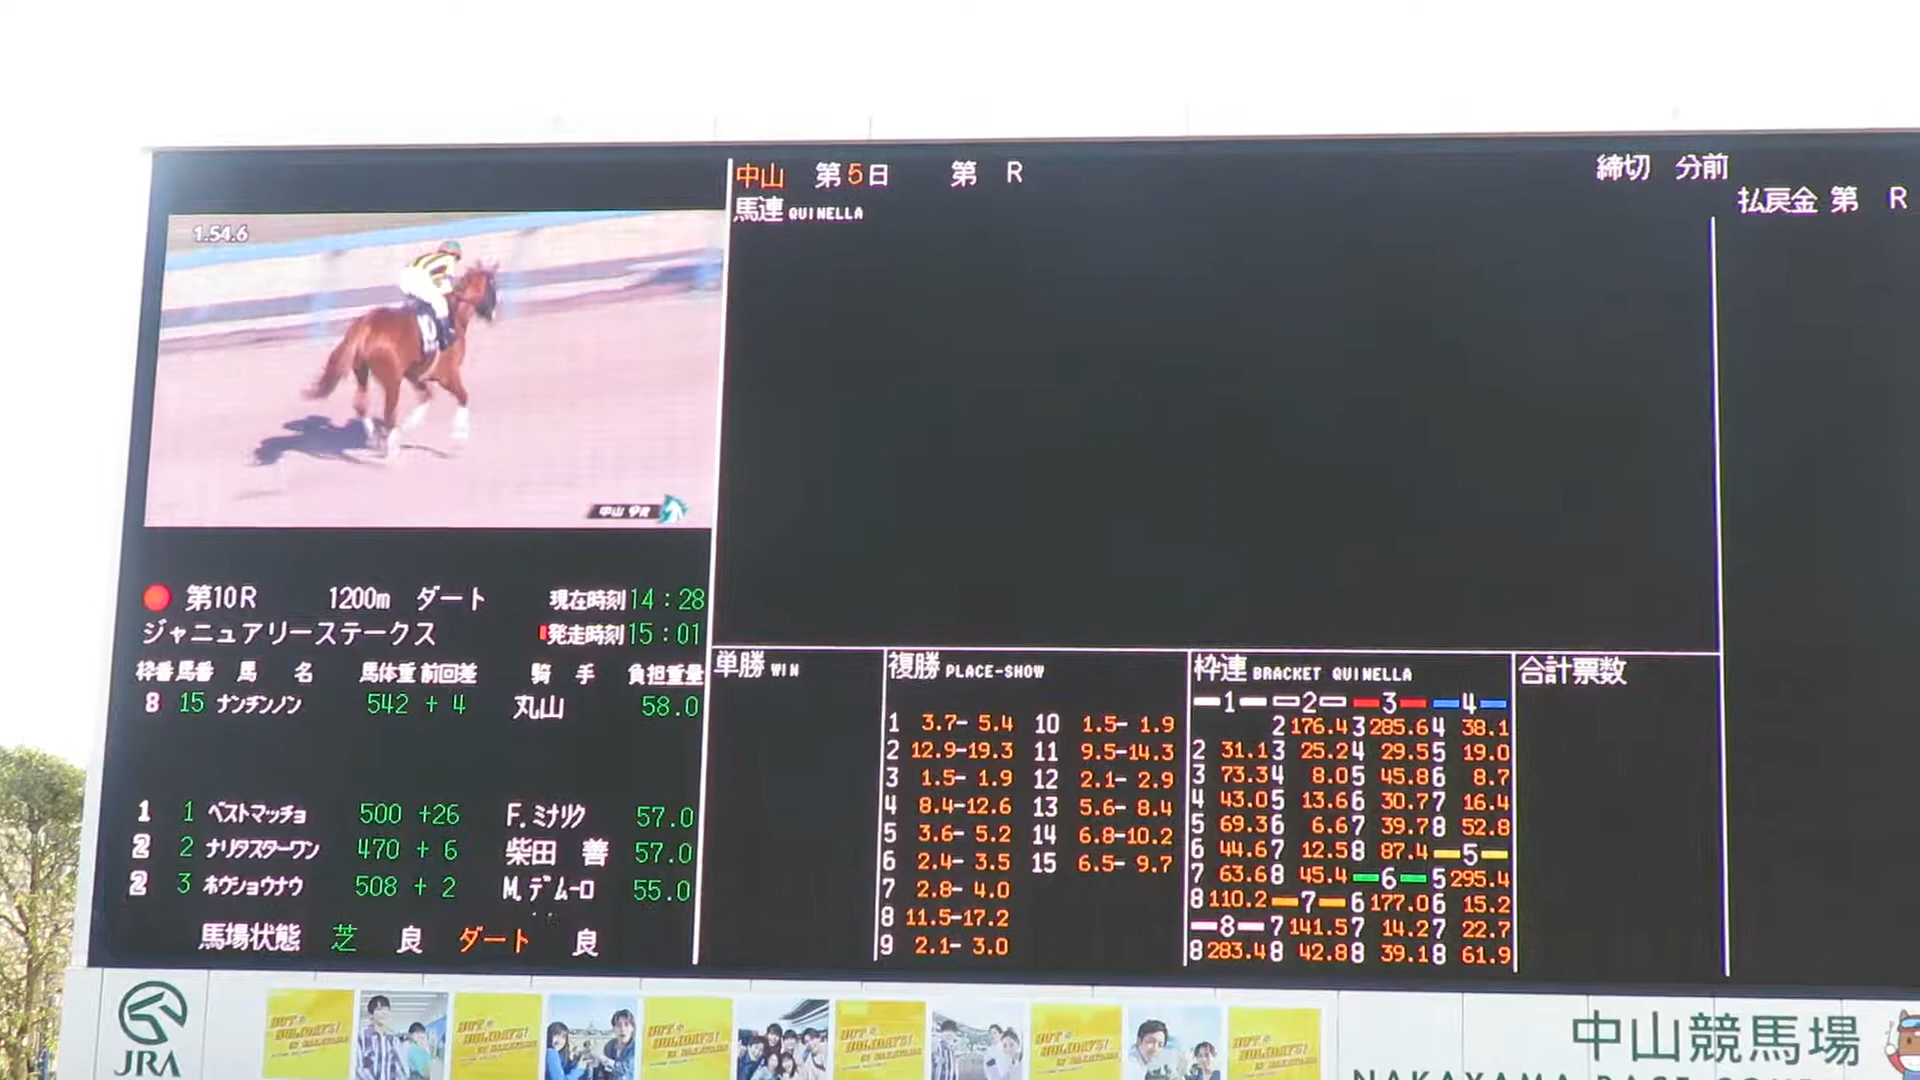 1.54.6
中山 9R
中山 第5日 第 R
締切 分前
払戻金 第 R
馬連 QUINELLA
第10R 1200m ダート 現在時刻 14:28
ジャニュアリーステークス 発走時刻 15:01
枠番 馬番 馬 名 馬体重 前回差 騎 手 負担重量
8 15 ナンチンノン 542 + 4 丸山 58.0
1 1 ベストマッチョ 500 +26 F.ミナリク 57.0
2 2 ナリタスターワン 470 + 6 柴田 善 57.0
2 3 ホウショウナウ 508 + 2 M.デムーロ 55.0
馬場状態 芝 良 ダート 良
単勝 WIN
複勝 PLACE-SHOW
1 3.7- 5.4 10 1.5- 1.9
2 12.9-19.3 11 9.5-14.3
3 1.5- 1.9 12 2.1- 2.9
4 8.4-12.6 13 5.6- 8.4
5 3.6- 5.2 14 6.8-10.2
6 2.4- 3.5 15 6.5- 9.7
7 2.8- 4.0
8 11.5-17.2
9 2.1- 3.0
枠連 BRACKET QUINELLA
1 2 3 4
2 176.4 3 285.6 4 38.1
2 31.1 3 25.2 4 29.5 5 19.0
3 73.3 4 8.0 5 45.8 6 8.7
4 43.0 5 13.6 6 30.7 7 16.4
5 69.3 6 6.6 7 39.7 8 52.8
6 44.6 7 12.5 8 87.4 5
7 63.6 8 45.4 6 5 295.4
8 110.2 7 6 177.0 6 15.2
8 7 141.5 7 14.2 7 22.7
8 283.4 8 42.8 8 39.1 8 61.9
合計票数
JRA
HOT HOLIDAYS!
HOT HOLIDAYS!
HOT HOLIDAYS!
HOT HOLIDAYS!
HOT HOLIDAYS!
HOT HOLIDAYS!
中山競馬場
NAKAYAMA RACE